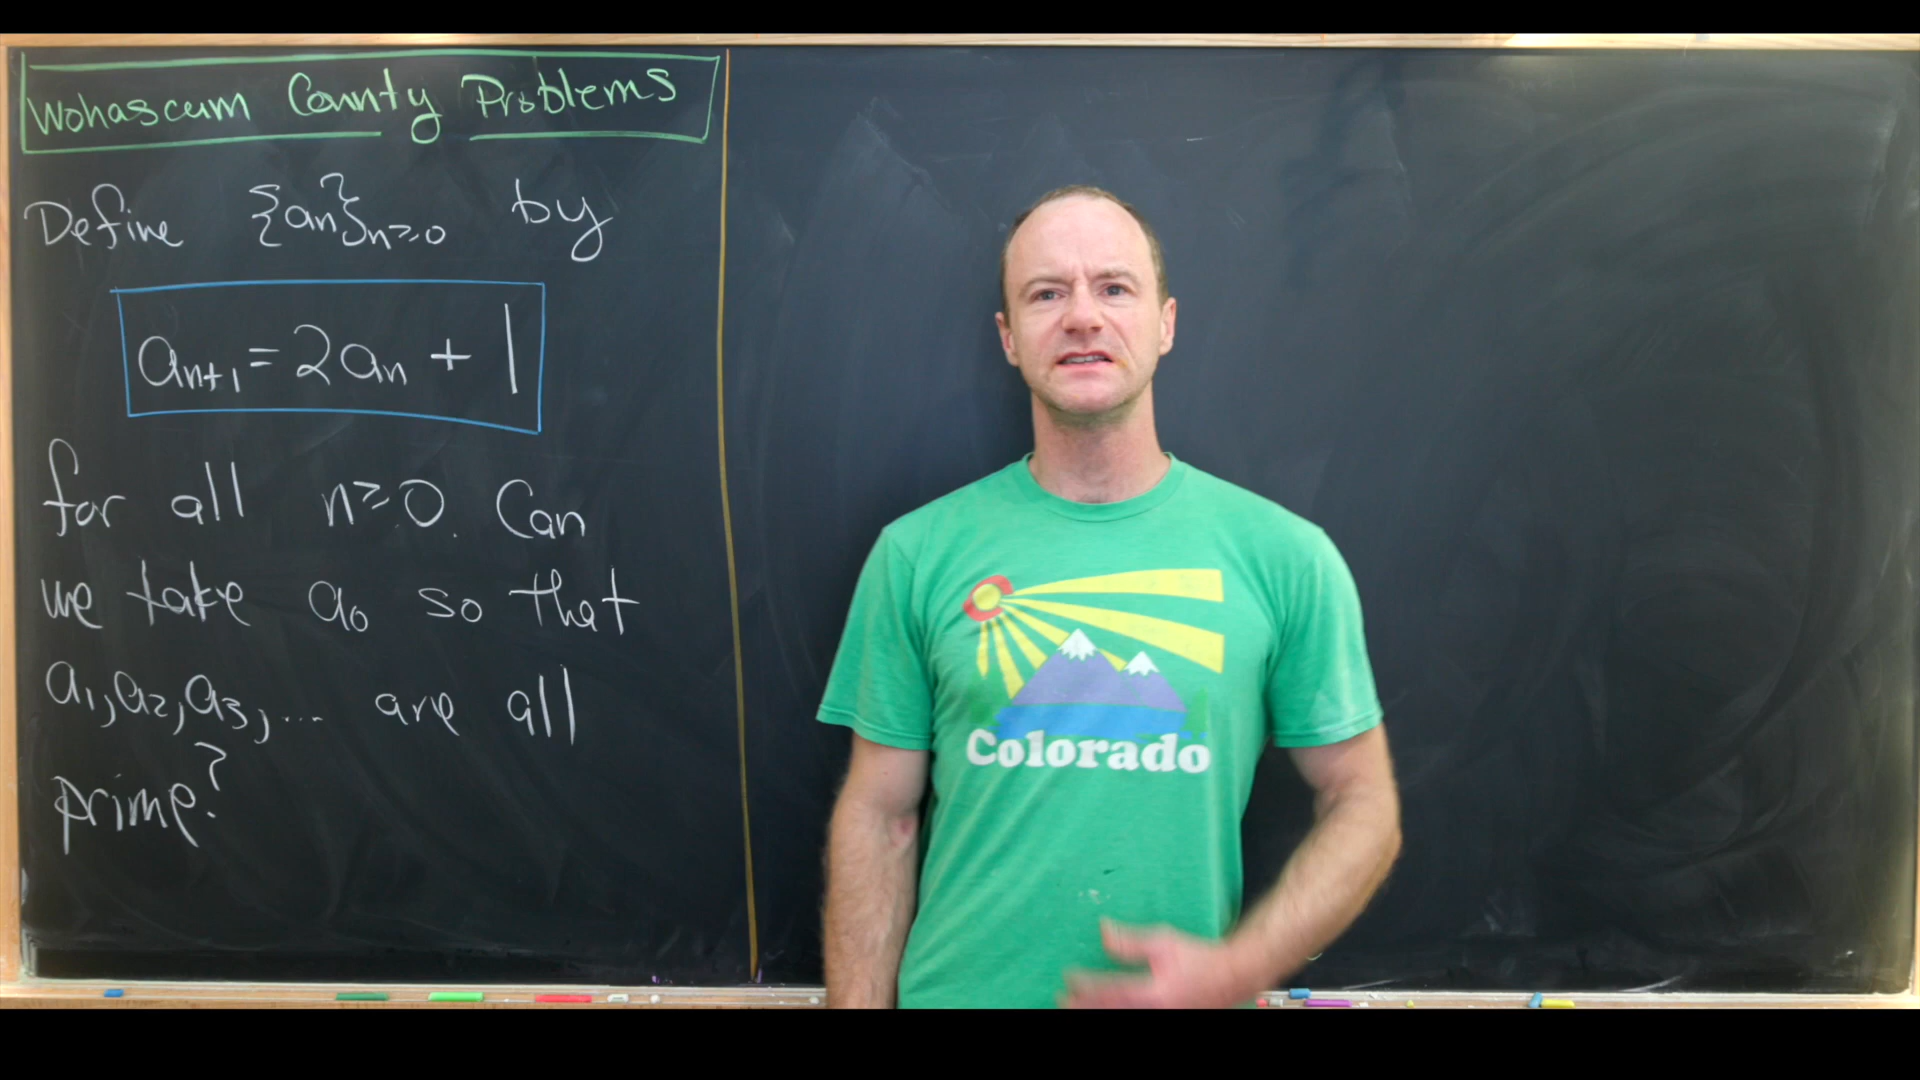 Wohascum County Problems
Define {an}n≥0 by
an+1 = 2an + 1
for all n≥0. Can
we take a0 so that
a1, a2, a3, ... are all
prime?
Colorado